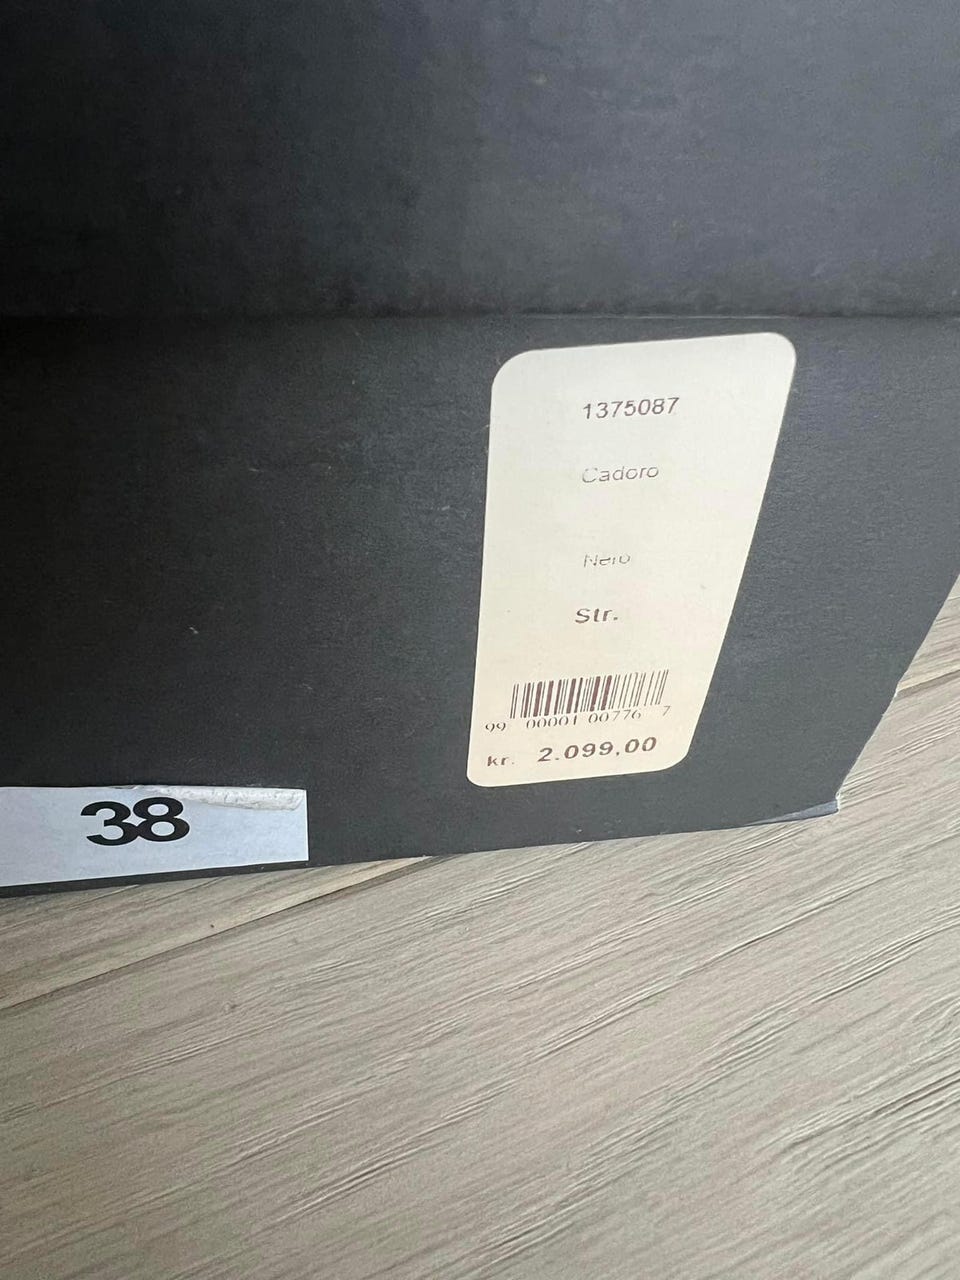 1375087
Cadoro
Nero
Str.
99 00001 00776 7
kr. 2.099,00
38